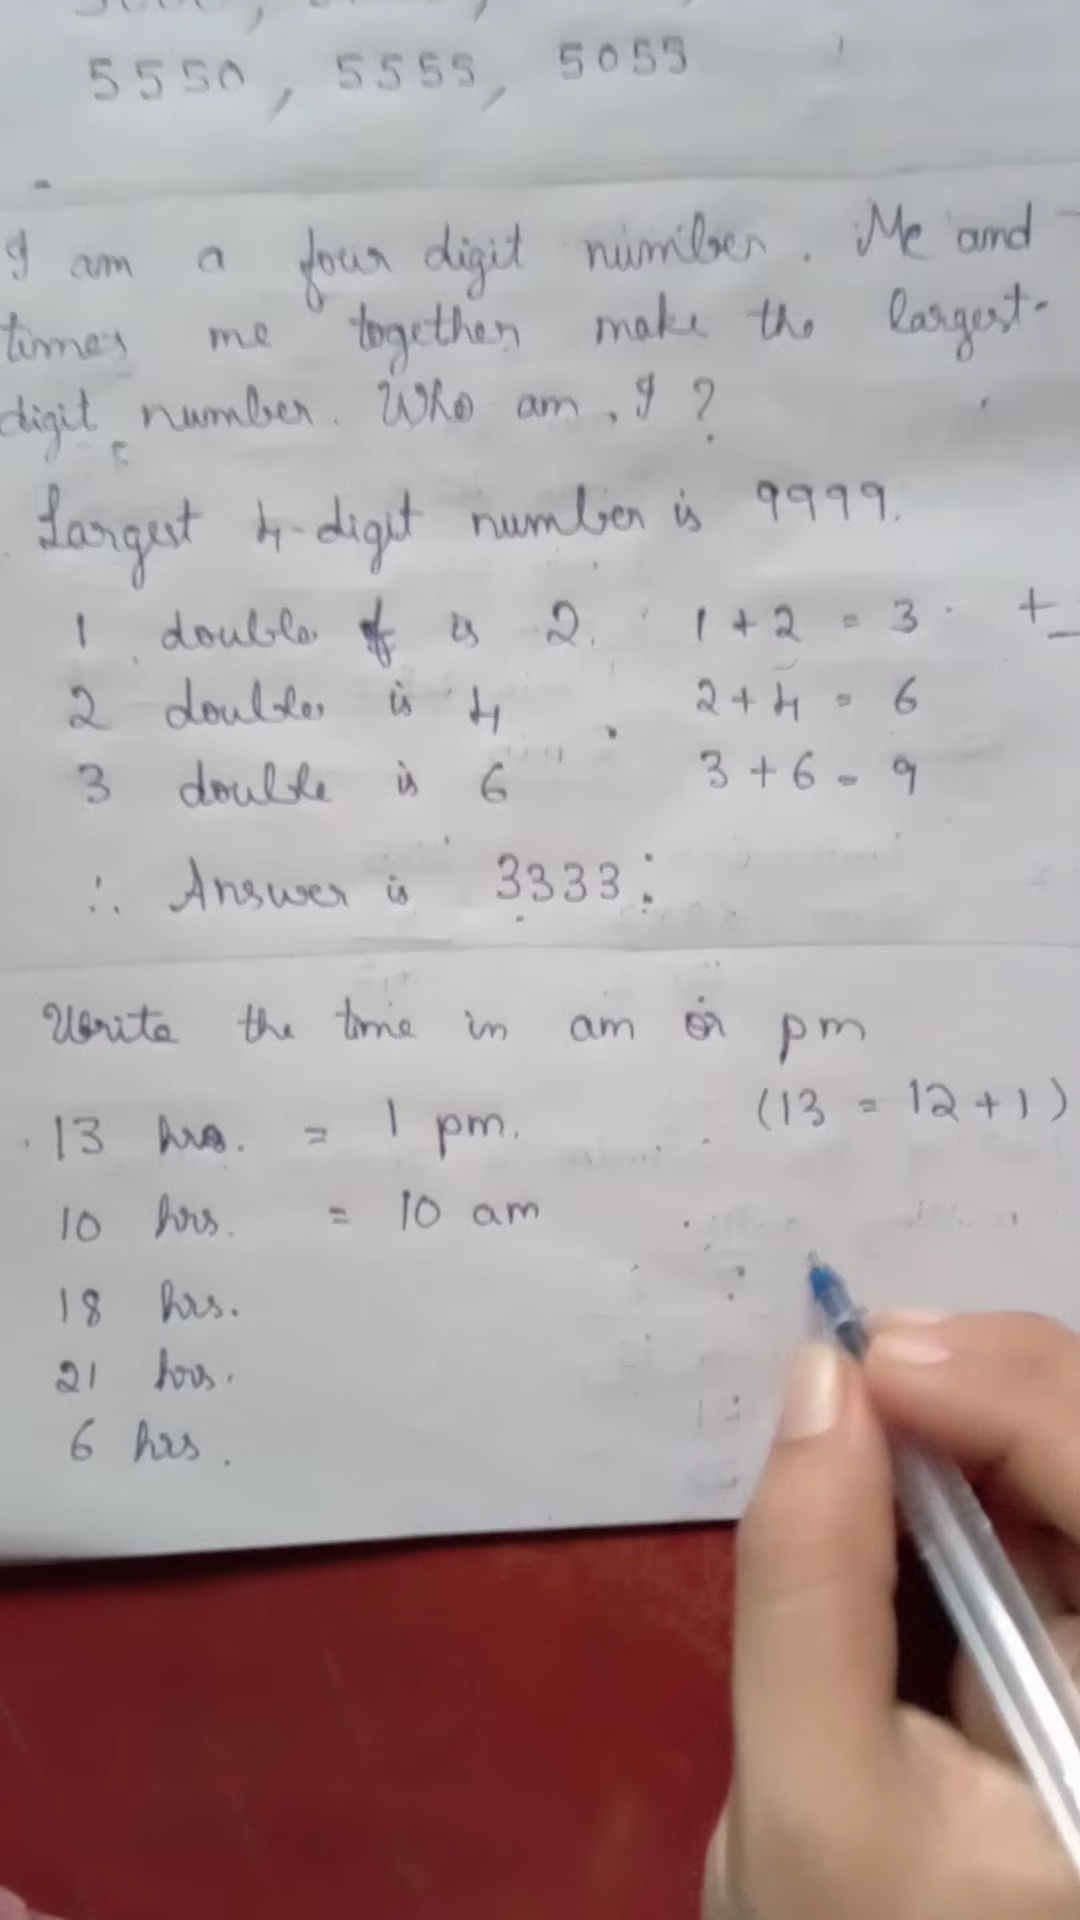 5550, 5555, 5055
I am a four digit number. Me and
times me together make the largest
digit number. Who am I?
Largest 4-digit number is 9999.
1 double is 2. 1 + 2 = 3
2 double is 4 2 + 4 = 6
3 double is 6 3 + 6 = 9
∴ Answer is 3333.
Write the time in am or pm
13 hrs. = 1 pm. (13 = 12 + 1)
10 hrs. = 10 am
18 hrs.
21 hrs.
6 hrs.